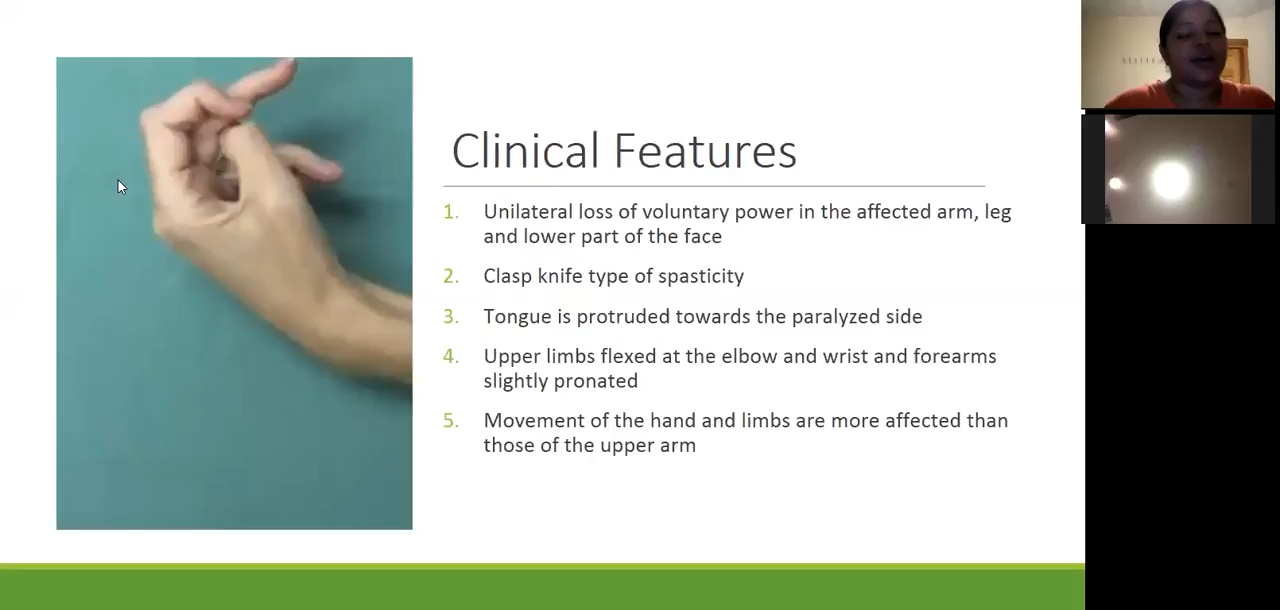 Clinical Features
1. Unilateral loss of voluntary power in the affected arm, leg
and lower part of the face
2. Clasp knife type of spasticity
3. Tongue is protruded towards the paralyzed side
4. Upper limbs flexed at the elbow and wrist and forearms
slightly pronated
5. Movement of the hand and limbs are more affected than
those of the upper arm